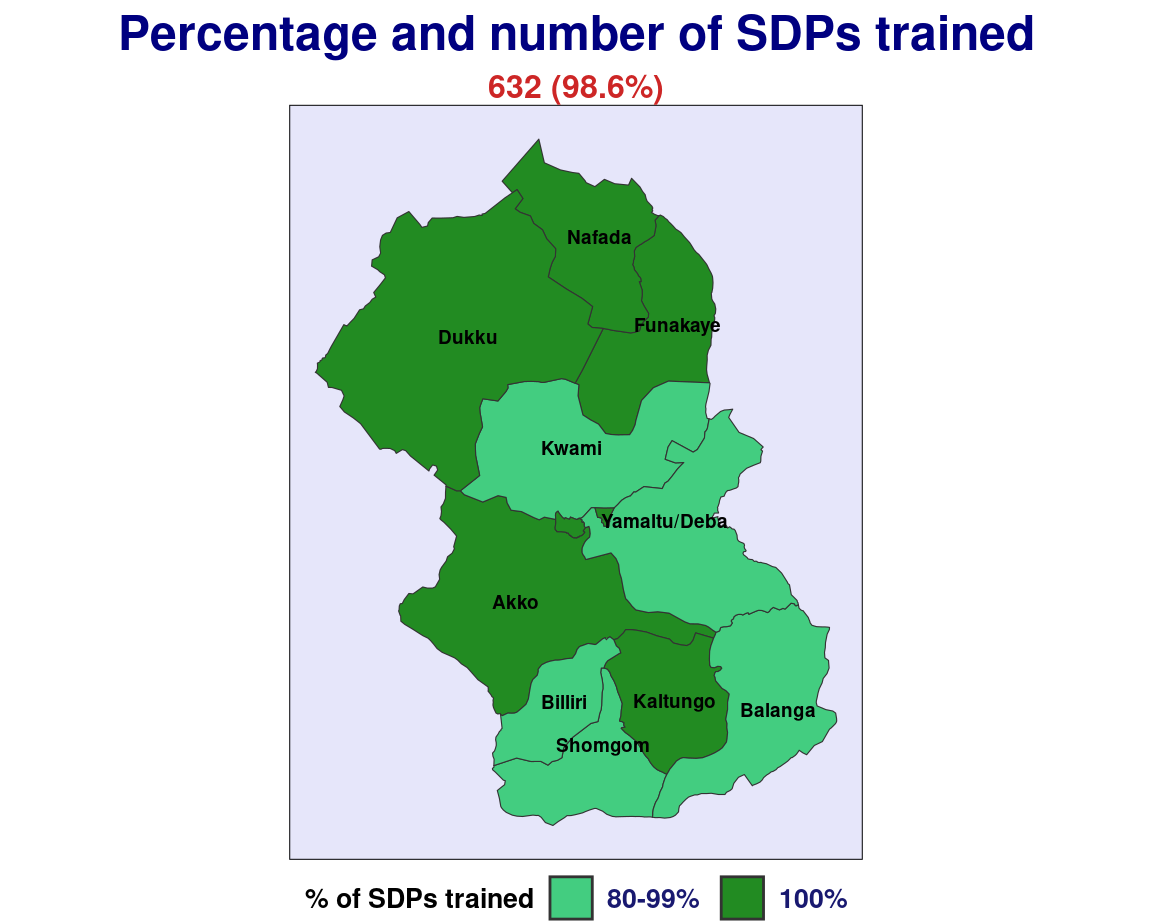 Percentage and number of SDPs trained
632 (98.6%)
Nafada
Funakaye
Dukku
Kwami
Yamaltu/Deba
Akko
Billiri
Kaltungo
Balanga
Shomgom
% of SDPs trained 80-99% 100%